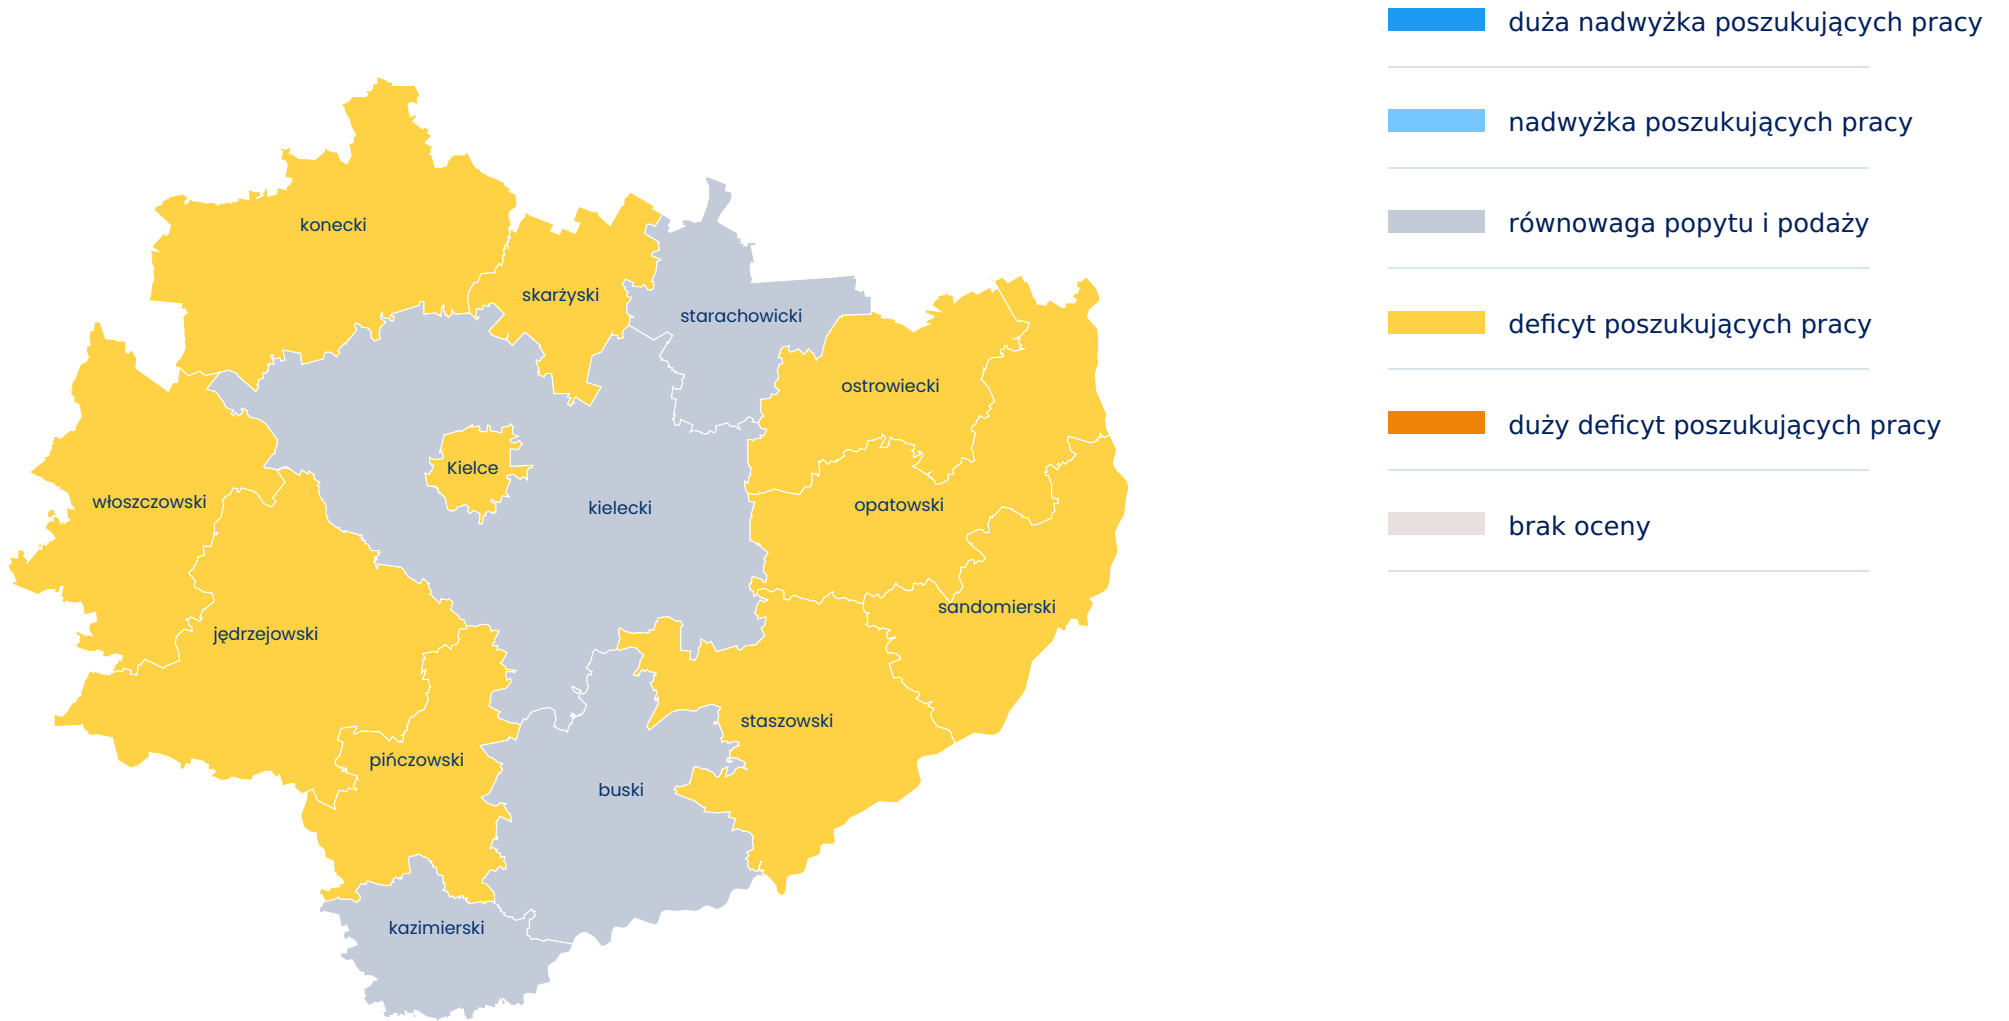 duża nadwyżka poszukujących pracy
nadwyżka poszukujących pracy
równowaga popytu i podaży
deficyt poszukujących pracy
duży deficyt poszukujących pracy
brak oceny
konecki
skarżyski
starachowicki
ostrowiecki
Kielce
włoszczowski
kielecki
opatowski
sandomierski
jędrzejowski
staszowski
pińczowski
buski
kazimierski